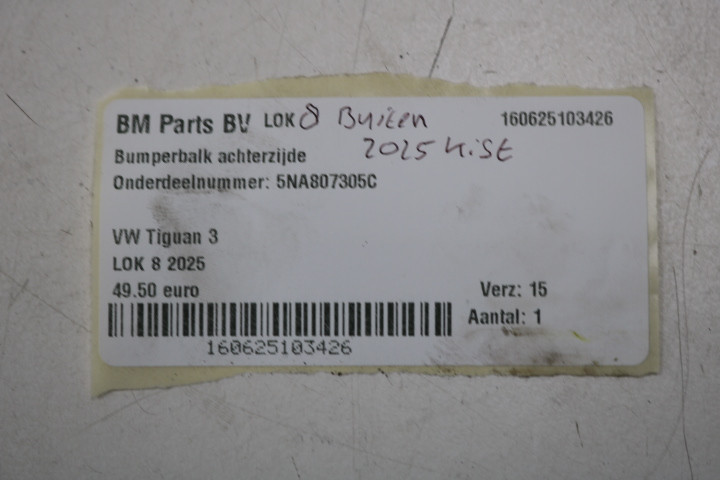 BM Parts BV LOK 8 Buiten 160625103426
Bumperbalk achterzijde 2025 Kist
Onderdeelnummer: 5NA807305C
VW Tiguan 3
LOK 8 2025
49.50 euro Verz: 15
Aantal: 1
160625103426